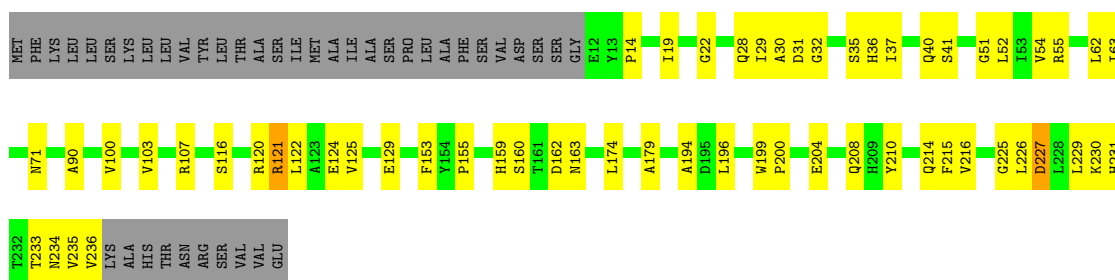 MET PHE LYS LEU LEU SER LYS LEU LEU VAL TYR LEU THR ALA SER ILE MET ALA ILE ALA SER PRO LEU ALA PHE SER VAL ASP SER SER GLY E12 Y13 P14 I19 G22 Q28 I29 A30 D31 G32 S35 H36 I37 Q40 S41 G51 L52 I53 V54 R55 L62
N71 A90 V100 V103 R107 S116 R120 R121 L122 A123 E124 V125 E129 F153 Y154 P155 H159 S160 T161 D162 N163 L174 A179 A194 D195 L196 W199 P200 E204 Q208 H209 Y210 Q214 F215 V216 G225 L226 D227 L228 L229 K230 H231
T232 T233 N234 V235 V236 LYS ALA HIS THR ASN ARG SER VAL VAL GLU